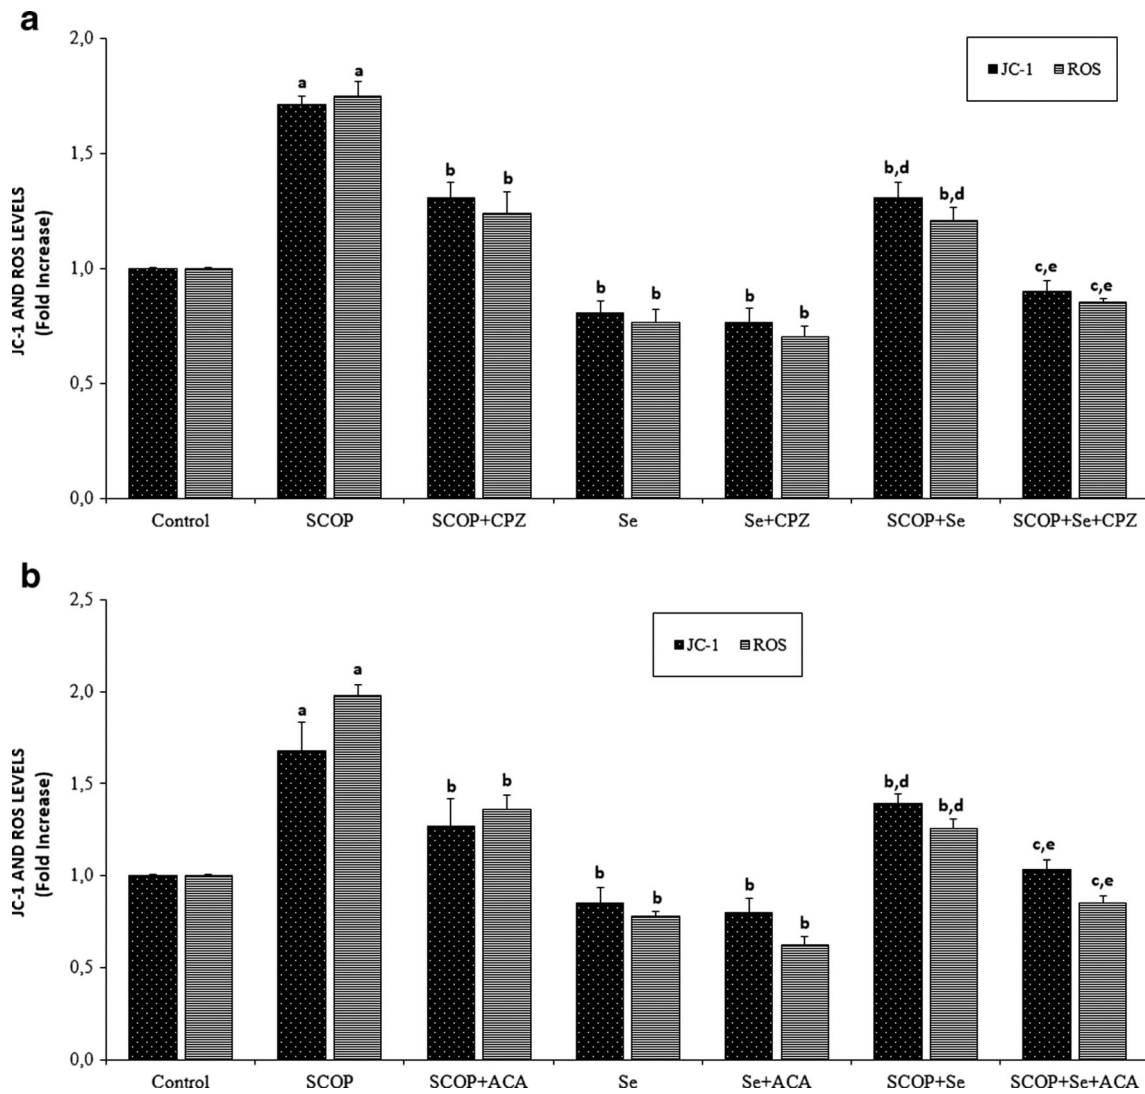 a
2,0
1,5
1,0
0,5
0,0
JC-1 AND ROS LEVELS
(Fold Increase)
JC-1 ROS
a a
b b
b b
b b
b,d b,d
c,e c,e
Control SCOP SCOP+CPZ Se Se+CPZ SCOP+Se SCOP+Se+CPZ
b
2,5
2,0
1,5
1,0
0,5
0,0
JC-1 AND ROS LEVELS
(Fold Increase)
JC-1 ROS
a a
b b
b b
b b
b,d b,d
c,e c,e
Control SCOP SCOP+ACA Se Se+ACA SCOP+Se SCOP+Se+ACA